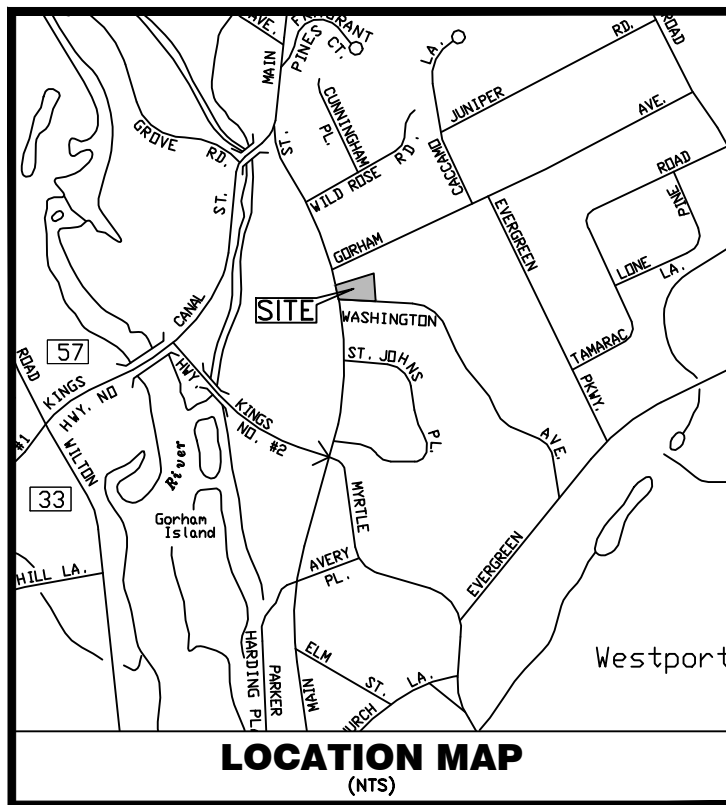 AVE.
FRAGRANT
CT.
PINES
MAIN
ST.
LA.
RD.
ROAD
JUNIPER
AVE.
CUNNINGHAM
PL.
GROVE
RD.
WILD ROSE
RD.
CACCAMO
ROAD
PINE
ST.
EVERGREEN
GORHAM
LONE
LA.
SITE
WASHINGTON
CANAL
57
ROAD
ST. JOHNS
TAMARAC
HWY.
KINGS
HWY. NO
#1
PKWY.
KINGS
NO. #2
PL.
AVE.
WILTON
River
33
MYRTLE
Gorham
Island
EVERGREEN
AVERY
PL.
HILL LA.
HARDING PL.
PARKER
MAIN
ELM
ST.
LA.
Westport
URCH
LOCATION MAP
(NTS)